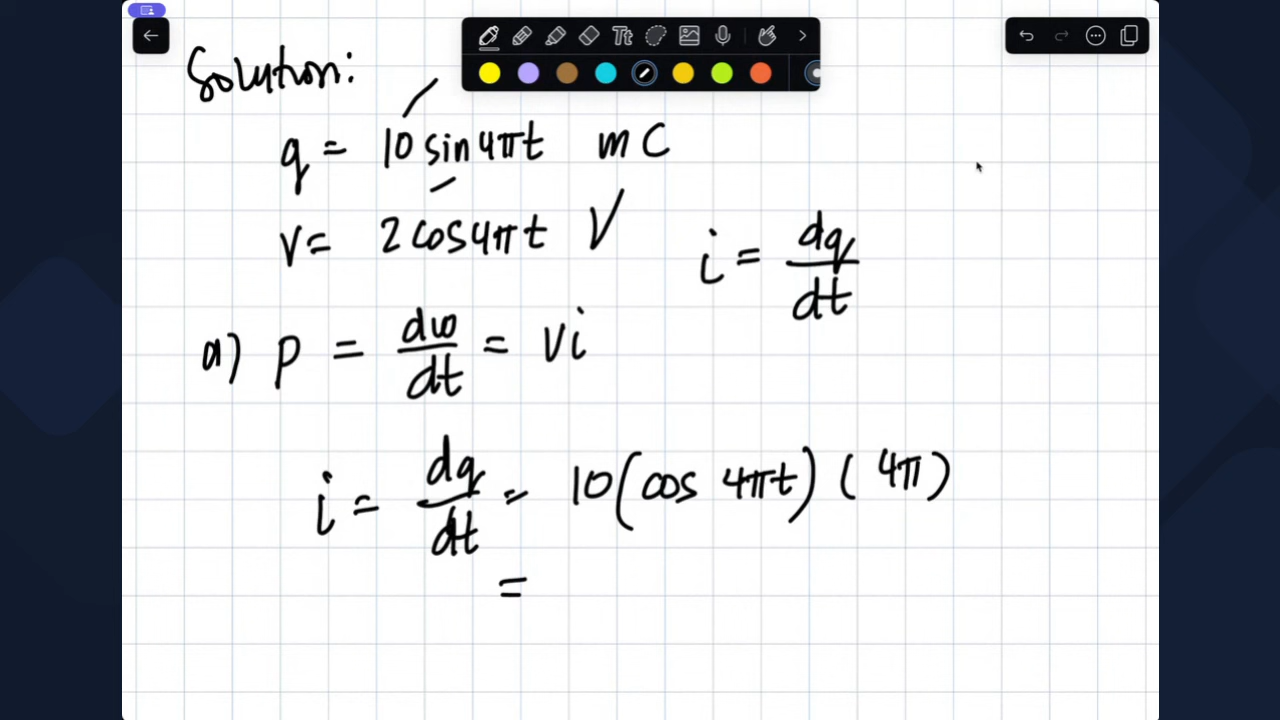 Tt
Solution:
q = 10 sin 4πt mC
v = 2 cos 4πt V
i = dq/dt
a) p = dw/dt = vi
i = dq/dt = 10(cos 4πt)(4π)
=